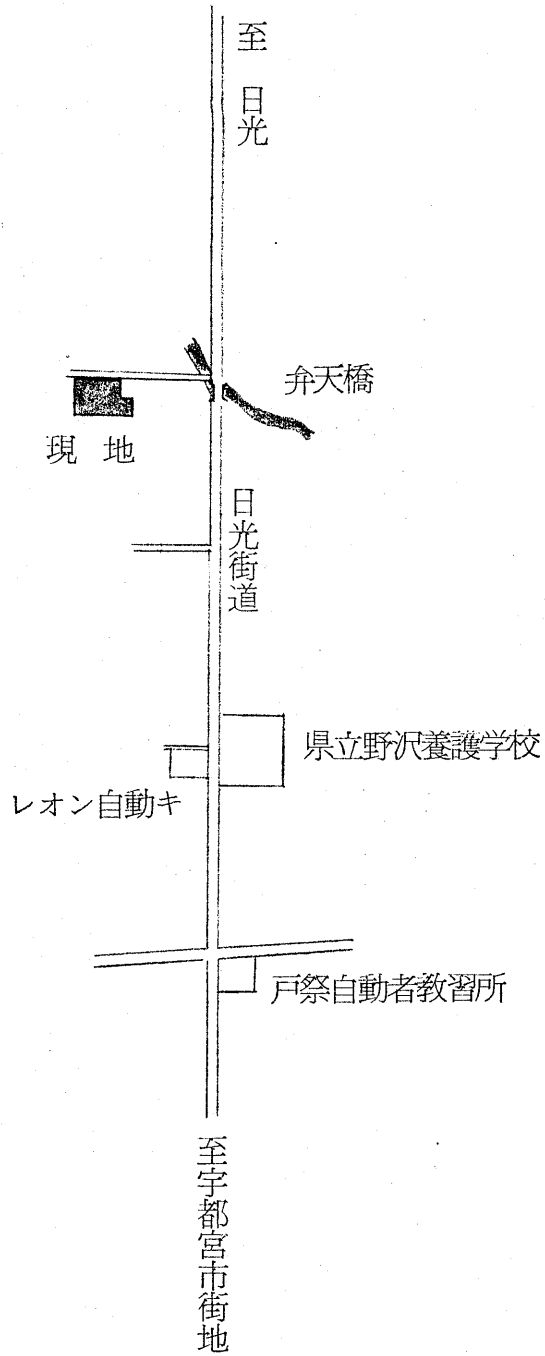 至 日光
弁天橋
現 地
日光街道
県立野沢養護学校
レオン自動キ
戸祭自動者教習所
至宇都宮市街地